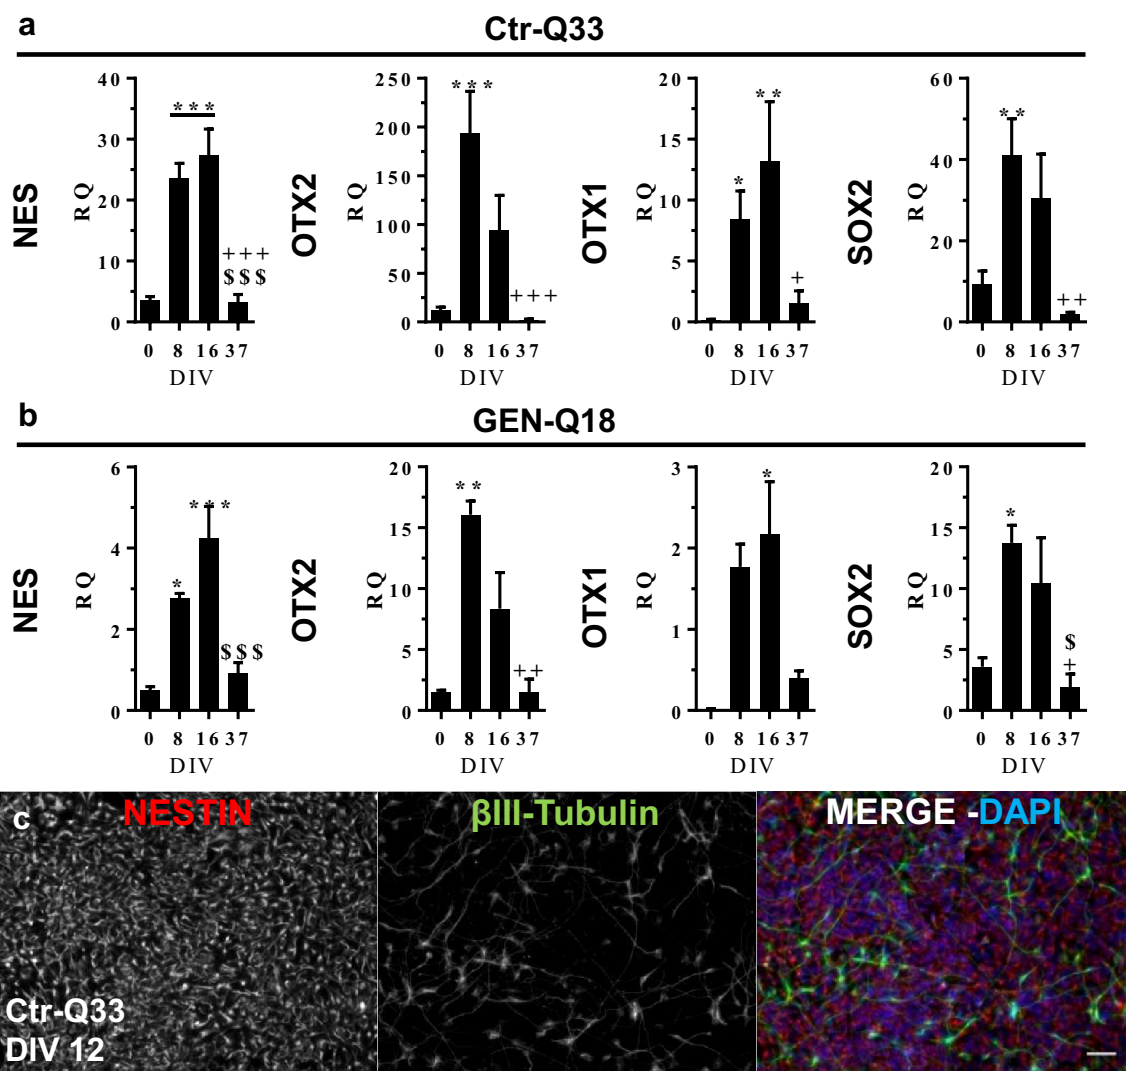 a
Ctr-Q33
NES
RQ
40
30
20
10
0
***
+++
$$$
0 8 16 37
DIV
OTX2
RQ
250
200
150
100
50
0
***
+++
0 8 16 37
DIV
OTX1
RQ
20
15
10
5
0
*
**
+
0 8 16 37
DIV
SOX2
RQ
60
40
20
0
**
++
0 8 16 37
DIV
b
GEN-Q18
NES
RQ
6
4
2
0
*
***
$$$
0 8 16 37
DIV
OTX2
RQ
20
15
10
5
0
**
++
0 8 16 37
DIV
OTX1
RQ
3
2
1
0
*
0 8 16 37
DIV
SOX2
RQ
20
15
10
5
0
*
$
+
0 8 16 37
DIV
c
NESTIN
βIII-Tubulin
MERGE -DAPI
Ctr-Q33
DIV 12